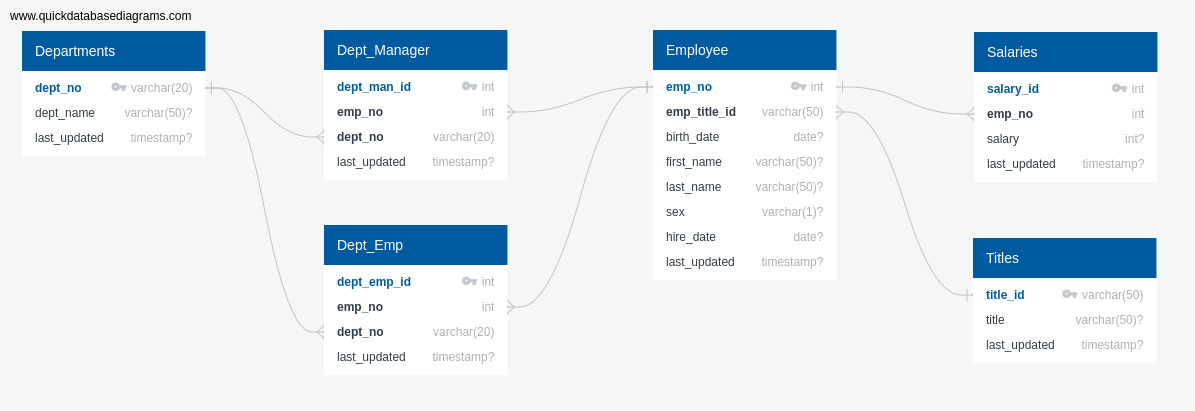 www.quickdatabasediagrams.com
Departments
dept_no varchar(20)
dept_name varchar(50)?
last_updated timestamp?
Dept_Manager
dept_man_id int
emp_no int
dept_no varchar(20)
last_updated timestamp?
Dept_Emp
dept_emp_id int
emp_no int
dept_no varchar(20)
last_updated timestamp?
Employee
emp_no int
emp_title_id varchar(50)
birth_date date?
first_name varchar(50)?
last_name varchar(50)?
sex varchar(1)?
hire_date date?
last_updated timestamp?
Salaries
salary_id int
emp_no int
salary int?
last_updated timestamp?
Titles
title_id varchar(50)
title varchar(50)?
last_updated timestamp?